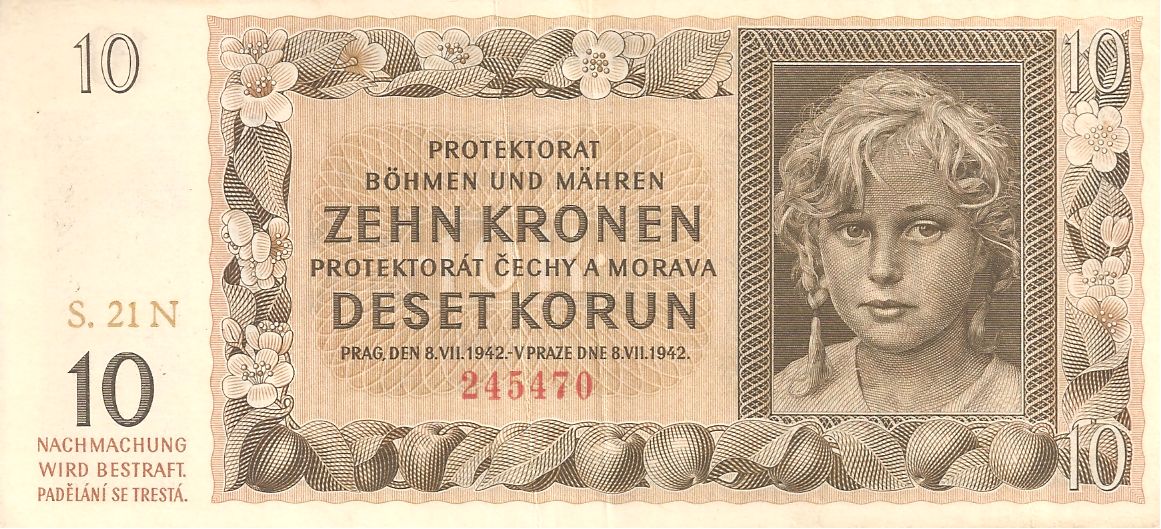 10
10
PROTEKTORAT
BÖHMEN UND MÄHREN
ZEHN KRONEN
PROTEKTORÁT ČECHY A MORAVA
DESET KORUN
PRAG, DEN 8.VII.1942.-V PRAZE DNE 8.VII.1942.
245470
S. 21 N
10
NACHMACHUNG
WIRD BESTRAFT.
PADĚLÁNÍ SE TRESTÁ.
10